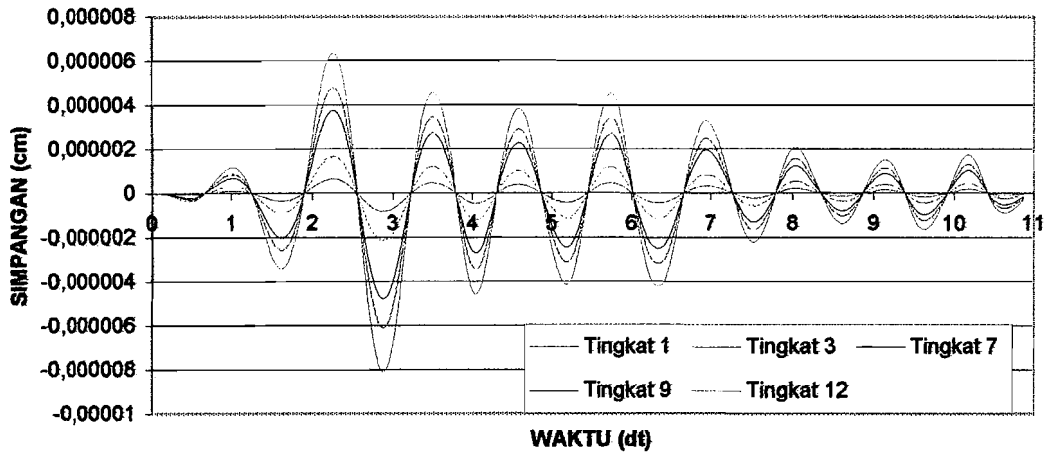 SIMPANGAN (cm)
0,000008
0,000006
0,000004
0,000002
0
-0,000002
-0,000004
-0,000006
-0,000008
-0,00001
0 1 2 3 4 5 6 7 8 9 10 11
Tingkat 1 Tingkat 3 Tingkat 7
Tingkat 9 Tingkat 12
WAKTU (dt)